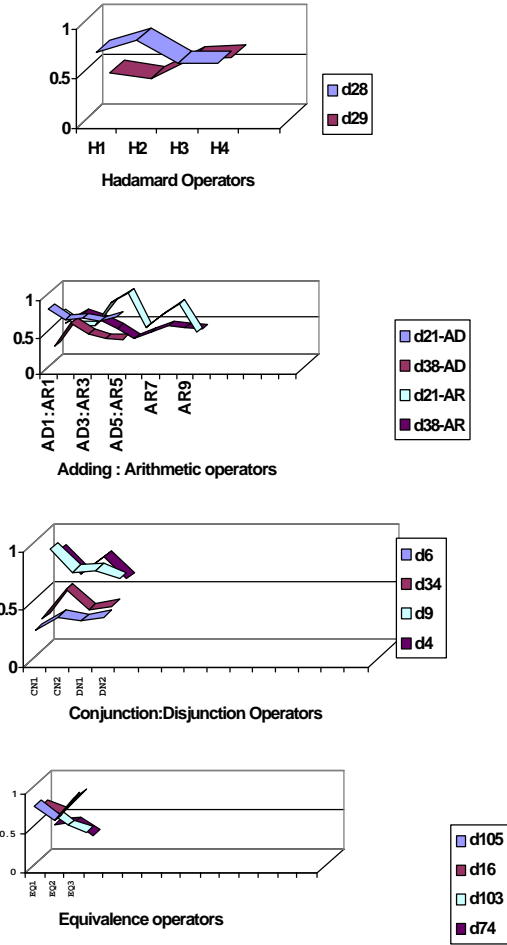 1
0.5
0
H1 H2 H3 H4
Hadamard Operators
d28
d29
1
0.5
0
AD1:AR1
AD3:AR3
AD5:AR5
AR7
AR9
Adding : Arithmetic operators
d21-AD
d38-AD
d21-AR
d38-AR
1
0.5
0
CN1
CN2
DN1
DN2
Conjunction:Disjunction Operators
d6
d34
d9
d4
1
0.5
0
EQ1
EQ2
EQ3
Equivalence operators
d105
d16
d103
d74